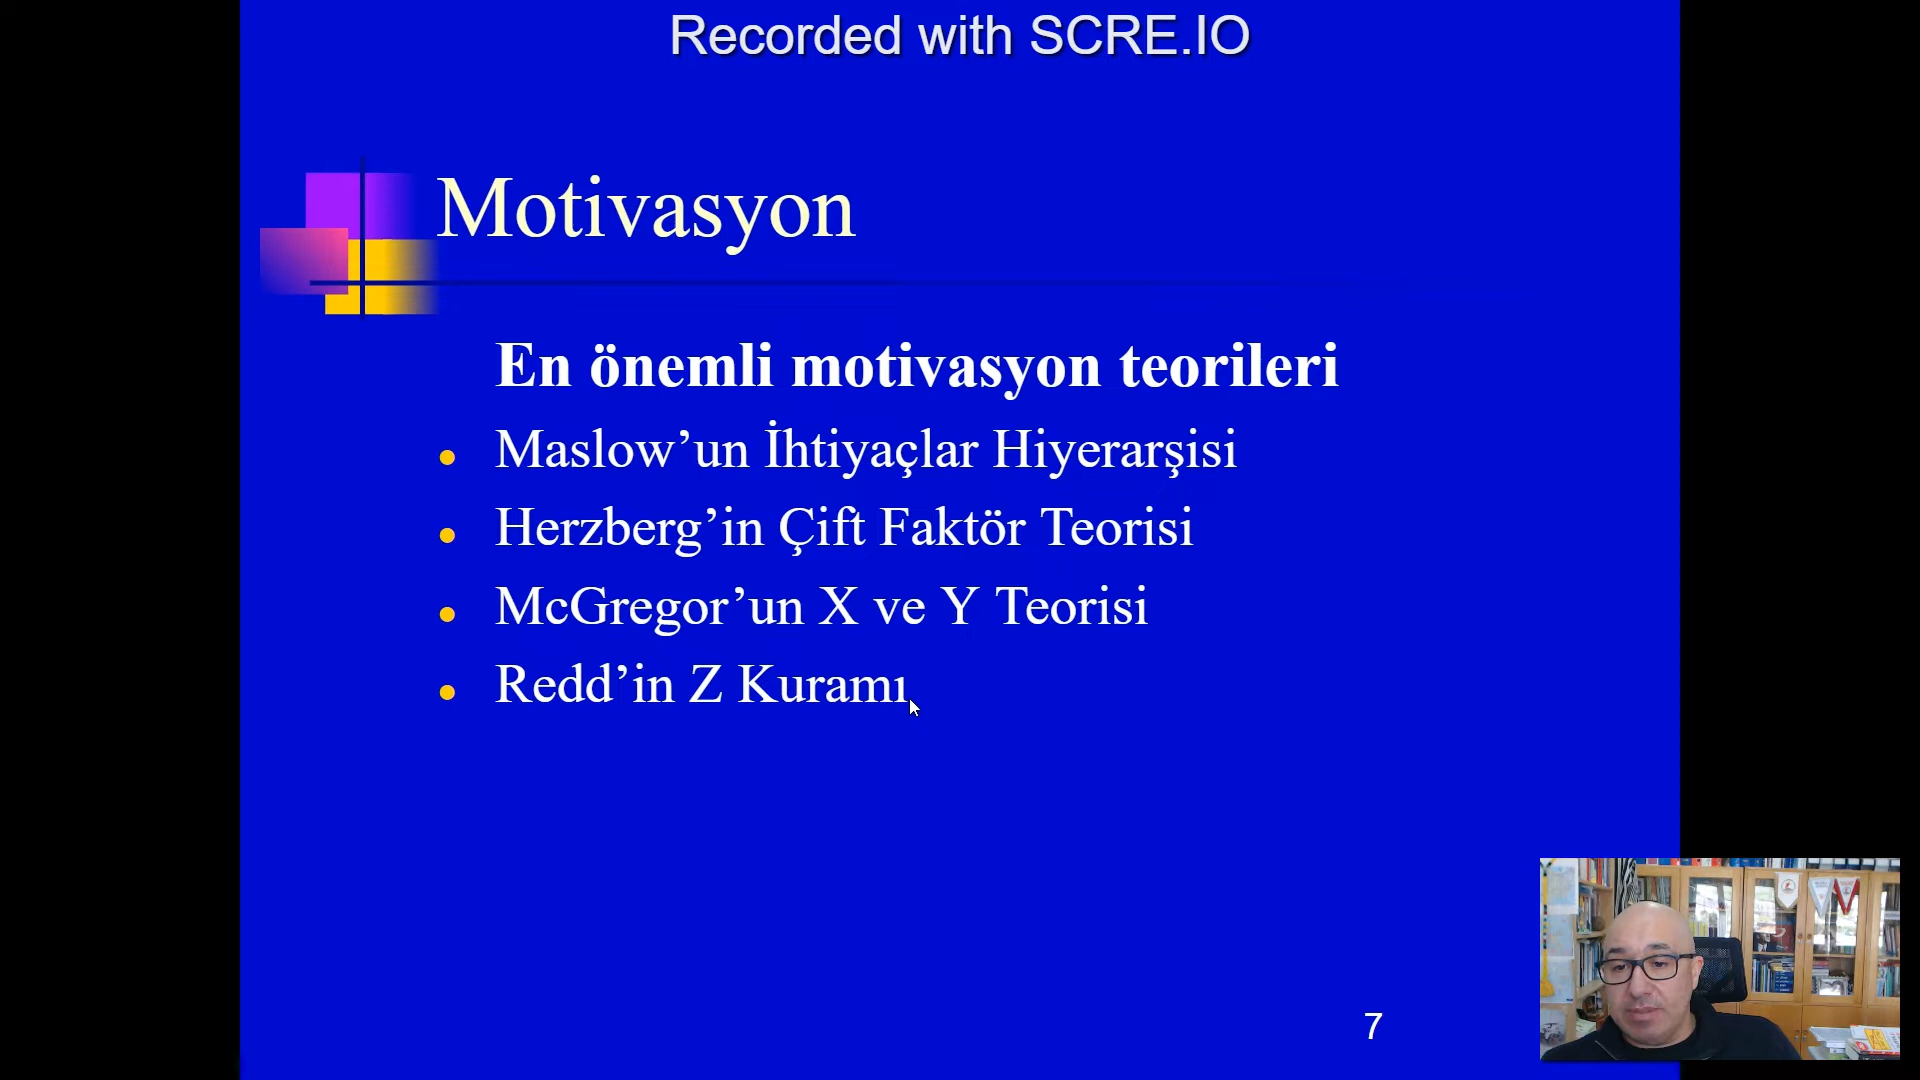 Recorded with SCRE.IO
Motivasyon
En önemli motivasyon teorileri
Maslow’un İhtiyaçlar Hiyerarşisi
Herzberg’in Çift Faktör Teorisi
McGregor’un X ve Y Teorisi
Redd’in Z Kuramı
7